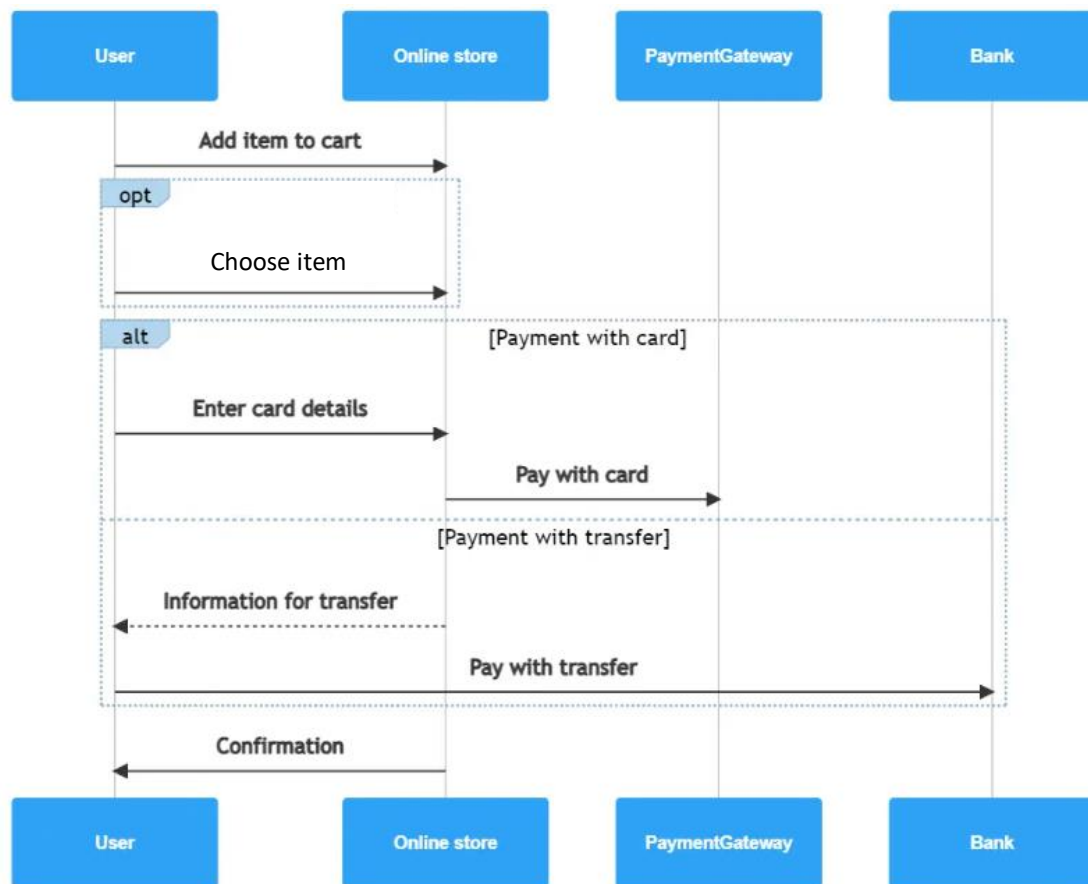 User
Online store
PaymentGateway
Bank
Add item to cart
opt
Choose item
alt
[Payment with card]
Enter card details
Pay with card
[Payment with transfer]
Information for transfer
Pay with transfer
Confirmation
User
Online store
PaymentGateway
Bank